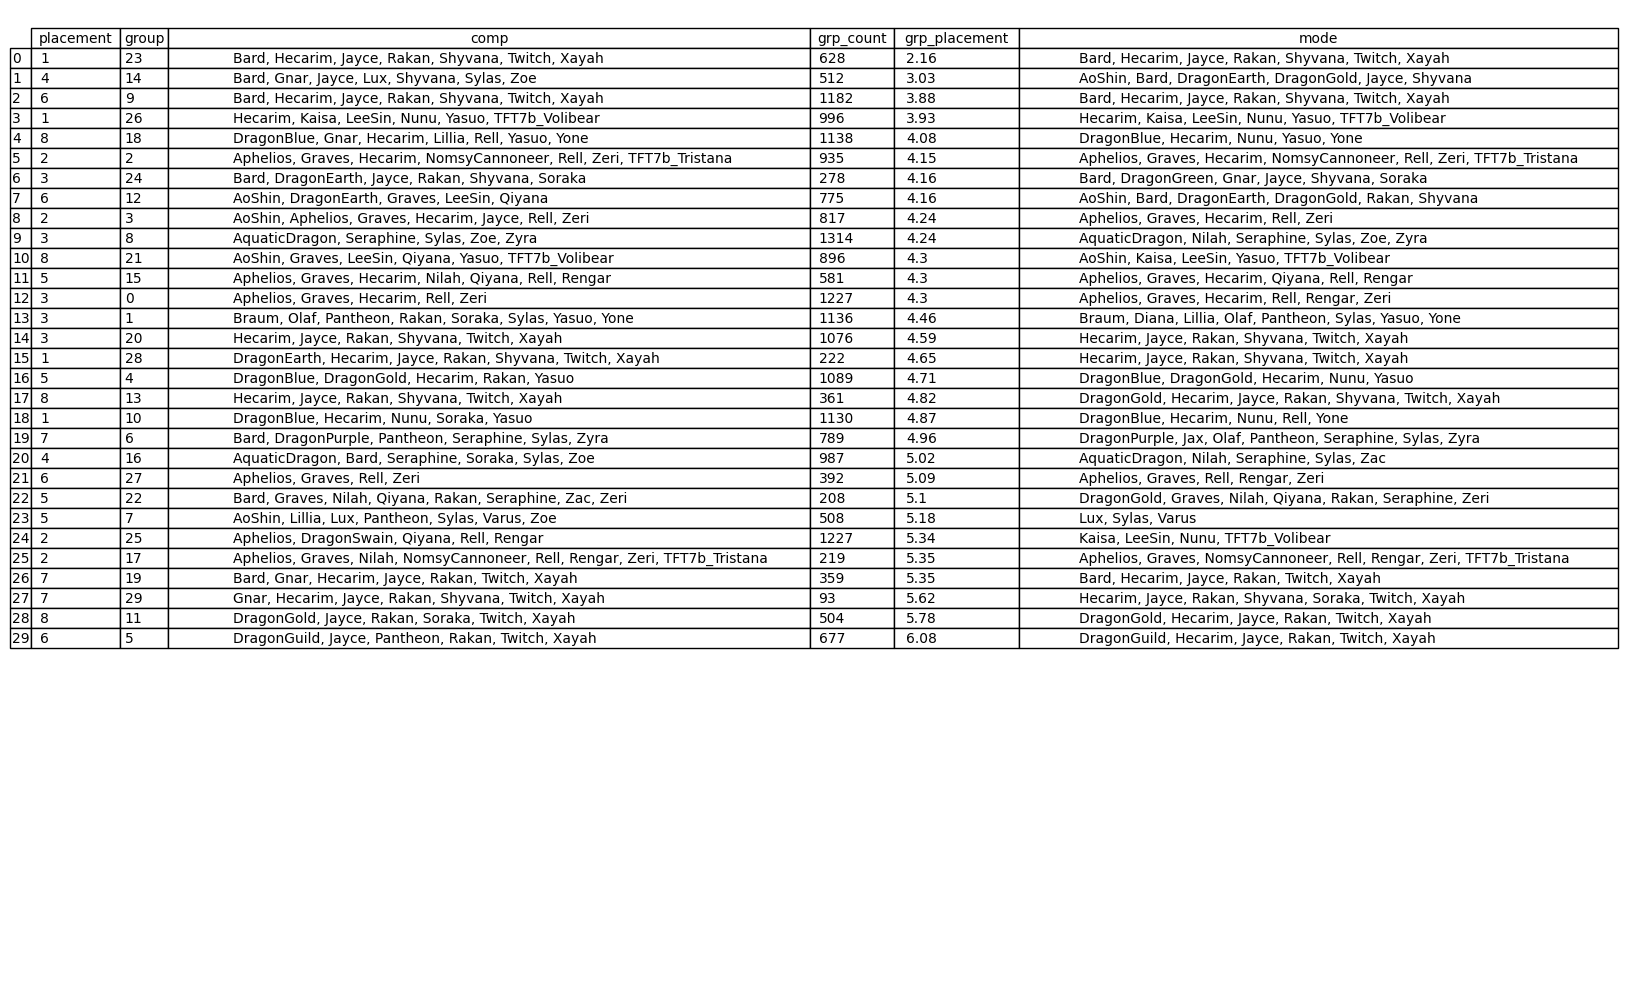 placement group comp grp_count grp_placement mode
0 1 23 Bard, Hecarim, Jayce, Rakan, Shyvana, Twitch, Xayah 628 2.16 Bard, Hecarim, Jayce, Rakan, Shyvana, Twitch, Xayah
1 4 14 Bard, Gnar, Jayce, Lux, Shyvana, Sylas, Zoe 512 3.03 AoShin, Bard, DragonEarth, DragonGold, Jayce, Shyvana
2 6 9 Bard, Hecarim, Jayce, Rakan, Shyvana, Twitch, Xayah 1182 3.88 Bard, Hecarim, Jayce, Rakan, Shyvana, Twitch, Xayah
3 1 26 Hecarim, Kaisa, LeeSin, Nunu, Yasuo, TFT7b_Volibear 996 3.93 Hecarim, Kaisa, LeeSin, Nunu, Yasuo, TFT7b_Volibear
4 8 18 DragonBlue, Gnar, Hecarim, Lillia, Rell, Yasuo, Yone 1138 4.08 DragonBlue, Hecarim, Nunu, Yasuo, Yone
5 2 2 Aphelios, Graves, Hecarim, NomsyCannoneer, Rell, Zeri, TFT7b_Tristana 935 4.15 Aphelios, Graves, Hecarim, NomsyCannoneer, Rell, Zeri, TFT7b_Tristana
6 3 24 Bard, DragonEarth, Jayce, Rakan, Shyvana, Soraka 278 4.16 Bard, DragonGreen, Gnar, Jayce, Shyvana, Soraka
7 6 12 AoShin, DragonEarth, Graves, LeeSin, Qiyana 775 4.16 AoShin, Bard, DragonEarth, DragonGold, Rakan, Shyvana
8 2 3 AoShin, Aphelios, Graves, Hecarim, Jayce, Rell, Zeri 817 4.24 Aphelios, Graves, Hecarim, Rell, Zeri
9 3 8 AquaticDragon, Seraphine, Sylas, Zoe, Zyra 1314 4.24 AquaticDragon, Nilah, Seraphine, Sylas, Zoe, Zyra
10 8 21 AoShin, Graves, LeeSin, Qiyana, Yasuo, TFT7b_Volibear 896 4.3 AoShin, Kaisa, LeeSin, Yasuo, TFT7b_Volibear
11 5 15 Aphelios, Graves, Hecarim, Nilah, Qiyana, Rell, Rengar 581 4.3 Aphelios, Graves, Hecarim, Qiyana, Rell, Rengar
12 3 0 Aphelios, Graves, Hecarim, Rell, Zeri 1227 4.3 Aphelios, Graves, Hecarim, Rell, Rengar, Zeri
13 3 1 Braum, Olaf, Pantheon, Rakan, Soraka, Sylas, Yasuo, Yone 1136 4.46 Braum, Diana, Lillia, Olaf, Pantheon, Sylas, Yasuo, Yone
14 3 20 Hecarim, Jayce, Rakan, Shyvana, Twitch, Xayah 1076 4.59 Hecarim, Jayce, Rakan, Shyvana, Twitch, Xayah
15 1 28 DragonEarth, Hecarim, Jayce, Rakan, Shyvana, Twitch, Xayah 222 4.65 Hecarim, Jayce, Rakan, Shyvana, Twitch, Xayah
16 5 4 DragonBlue, DragonGold, Hecarim, Rakan, Yasuo 1089 4.71 DragonBlue, DragonGold, Hecarim, Nunu, Yasuo
17 8 13 Hecarim, Jayce, Rakan, Shyvana, Twitch, Xayah 361 4.82 DragonGold, Hecarim, Jayce, Rakan, Shyvana, Twitch, Xayah
18 1 10 DragonBlue, Hecarim, Nunu, Soraka, Yasuo 1130 4.87 DragonBlue, Hecarim, Nunu, Rell, Yone
19 7 6 Bard, DragonPurple, Pantheon, Seraphine, Sylas, Zyra 789 4.96 DragonPurple, Jax, Olaf, Pantheon, Seraphine, Sylas, Zyra
20 4 16 AquaticDragon, Bard, Seraphine, Soraka, Sylas, Zoe 987 5.02 AquaticDragon, Nilah, Seraphine, Sylas, Zac
21 6 27 Aphelios, Graves, Rell, Zeri 392 5.09 Aphelios, Graves, Rell, Rengar, Zeri
22 5 22 Bard, Graves, Nilah, Qiyana, Rakan, Seraphine, Zac, Zeri 208 5.1 DragonGold, Graves, Nilah, Qiyana, Rakan, Seraphine, Zeri
23 5 7 AoShin, Lillia, Lux, Pantheon, Sylas, Varus, Zoe 508 5.18 Lux, Sylas, Varus
24 2 25 Aphelios, DragonSwain, Qiyana, Rell, Rengar 1227 5.34 Kaisa, LeeSin, Nunu, TFT7b_Volibear
25 2 17 Aphelios, Graves, Nilah, NomsyCannoneer, Rell, Rengar, Zeri, TFT7b_Tristana 219 5.35 Aphelios, Graves, NomsyCannoneer, Rell, Rengar, Zeri, TFT7b_Tristana
26 7 19 Bard, Gnar, Hecarim, Jayce, Rakan, Twitch, Xayah 359 5.35 Bard, Hecarim, Jayce, Rakan, Twitch, Xayah
27 7 29 Gnar, Hecarim, Jayce, Rakan, Shyvana, Twitch, Xayah 93 5.62 Hecarim, Jayce, Rakan, Shyvana, Soraka, Twitch, Xayah
28 8 11 DragonGold, Jayce, Rakan, Soraka, Twitch, Xayah 504 5.78 DragonGold, Hecarim, Jayce, Rakan, Twitch, Xayah
29 6 5 DragonGuild, Jayce, Pantheon, Rakan, Twitch, Xayah 677 6.08 DragonGuild, Hecarim, Jayce, Rakan, Twitch, Xayah